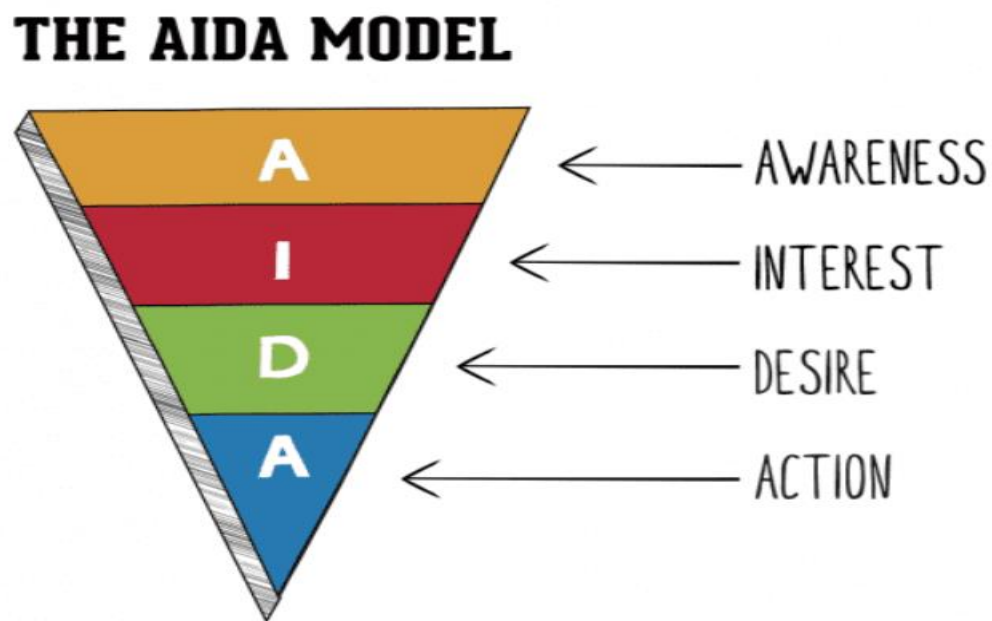 THE AIDA MODEL
A
AWARENESS
I
INTEREST
D
DESIRE
A
ACTION